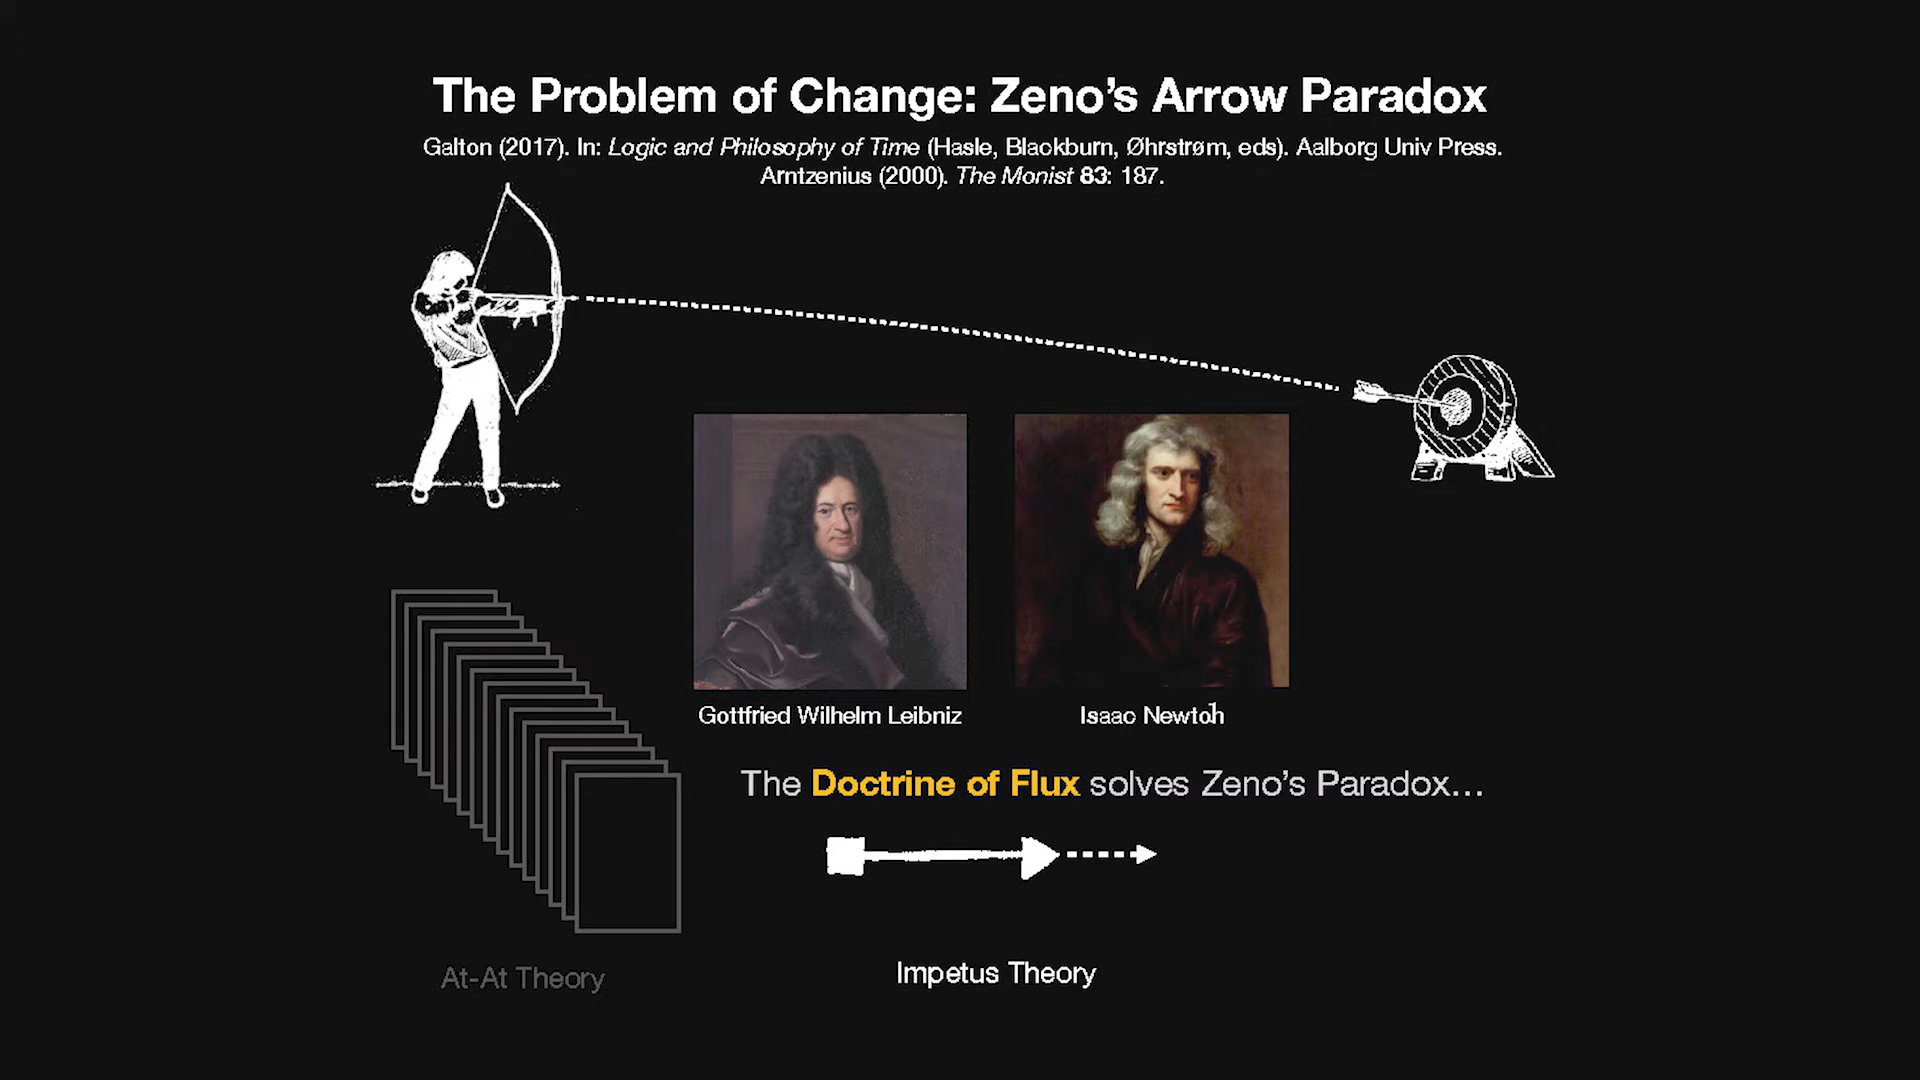 The Problem of Change: Zeno's Arrow Paradox
Galton (2017). In: Logic and Philosophy of Time (Hasle, Blackburn, Øhrstrøm, eds). Aalborg Univ Press.
Arntzenius (2000). The Monist 83: 187.
Gottfried Wilhelm Leibniz
Isaac Newton
The Doctrine of Flux solves Zeno's Paradox...
At-At Theory
Impetus Theory